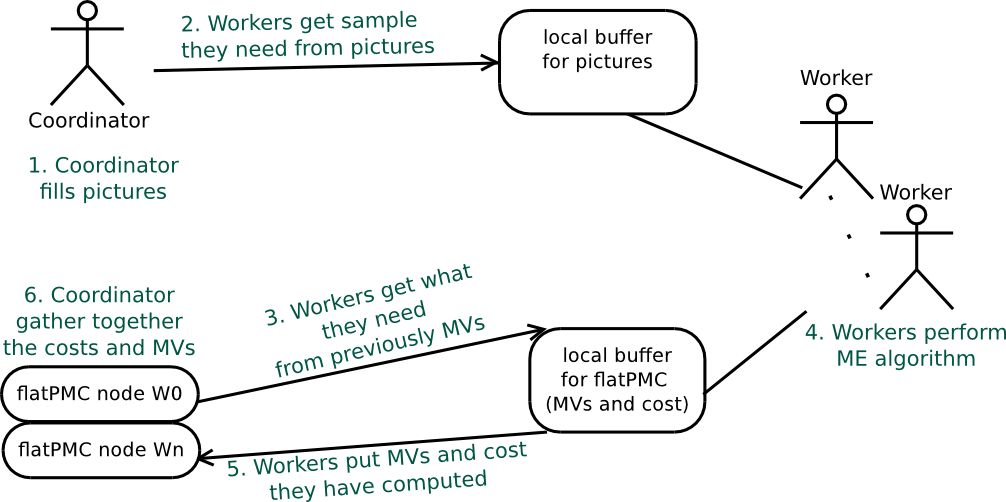 2. Workers get sample
they need from pictures
local buffer
for pictures
Worker
Coordinator
1. Coordinator
fills pictures
Worker
6. Coordinator
gather together
the costs and MVs
3. Workers get what
they need
from previously MVs
4. Workers perform
ME algorithm
local buffer
for flatPMC
(MVs and cost)
flatPMC node W0
flatPMC node Wn
5. Workers put MVs and cost
they have computed